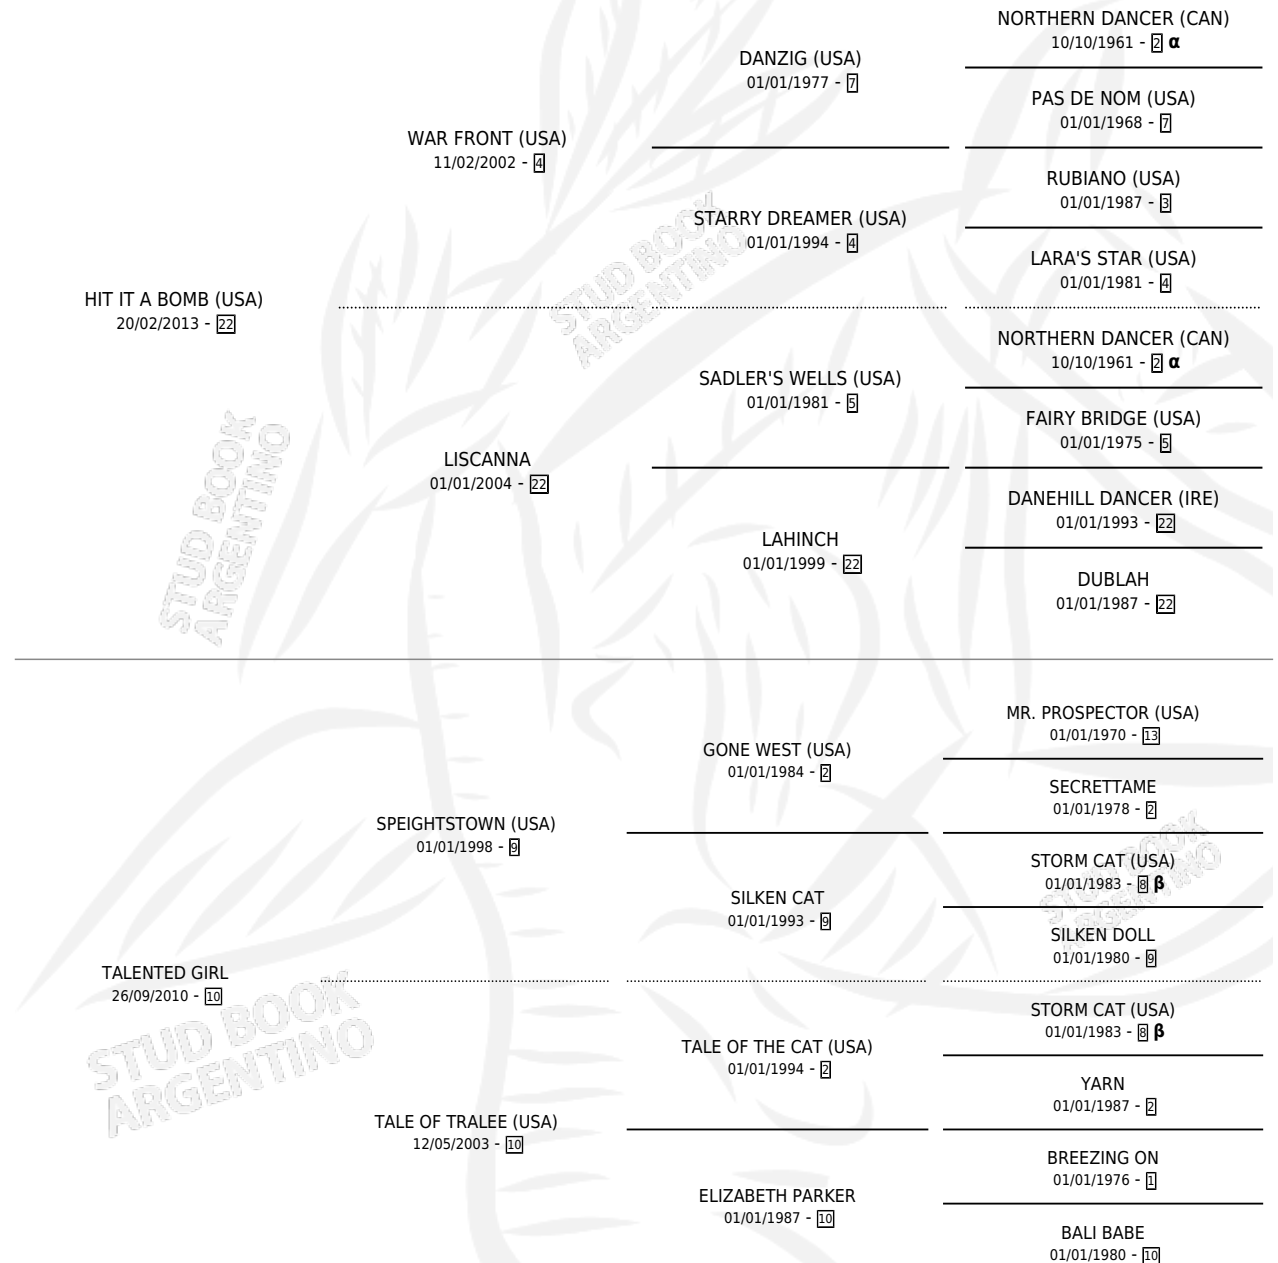 NORTHERN DANCER (CAN)
10/10/1961 - 2 α
DANZIG (USA)
01/01/1977 - 7
PAS DE NOM (USA)
01/01/1968 - 7
WAR FRONT (USA)
11/02/2002 - 4
RUBIANO (USA)
01/01/1987 - 3
STARRY DREAMER (USA)
01/01/1994 - 4
LARA'S STAR (USA)
01/01/1981 - 4
HIT IT A BOMB (USA)
20/02/2013 - 22
NORTHERN DANCER (CAN)
10/10/1961 - 2 α
SADLER'S WELLS (USA)
01/01/1981 - 5
FAIRY BRIDGE (USA)
01/01/1975 - 5
LISCANNA
01/01/2004 - 22
DANEHILL DANCER (IRE)
01/01/1993 - 22
LAHINCH
01/01/1999 - 22
DUBLAH
01/01/1987 - 22
MR. PROSPECTOR (USA)
01/01/1970 - 13
GONE WEST (USA)
01/01/1984 - 2
SECRETTAME
01/01/1978 - 2
SPEIGHTSTOWN (USA)
01/01/1998 - 9
STORM CAT (USA)
01/01/1983 - 8 β
SILKEN CAT
01/01/1993 - 9
SILKEN DOLL
01/01/1980 - 9
TALENTED GIRL
26/09/2010 - 10
STORM CAT (USA)
01/01/1983 - 8 β
TALE OF THE CAT (USA)
01/01/1994 - 2
YARN
01/01/1987 - 2
TALE OF TRALEE (USA)
12/05/2003 - 10
BREEZING ON
01/01/1976 - 1
ELIZABETH PARKER
01/01/1987 - 10
BALI BABE
01/01/1980 - 10
STUD BOOK
ARGENTINO
STUD BOOK
ARGENTINO
STUD BOOK
ARGENTINO
STUD BOOK
ARGENTINO